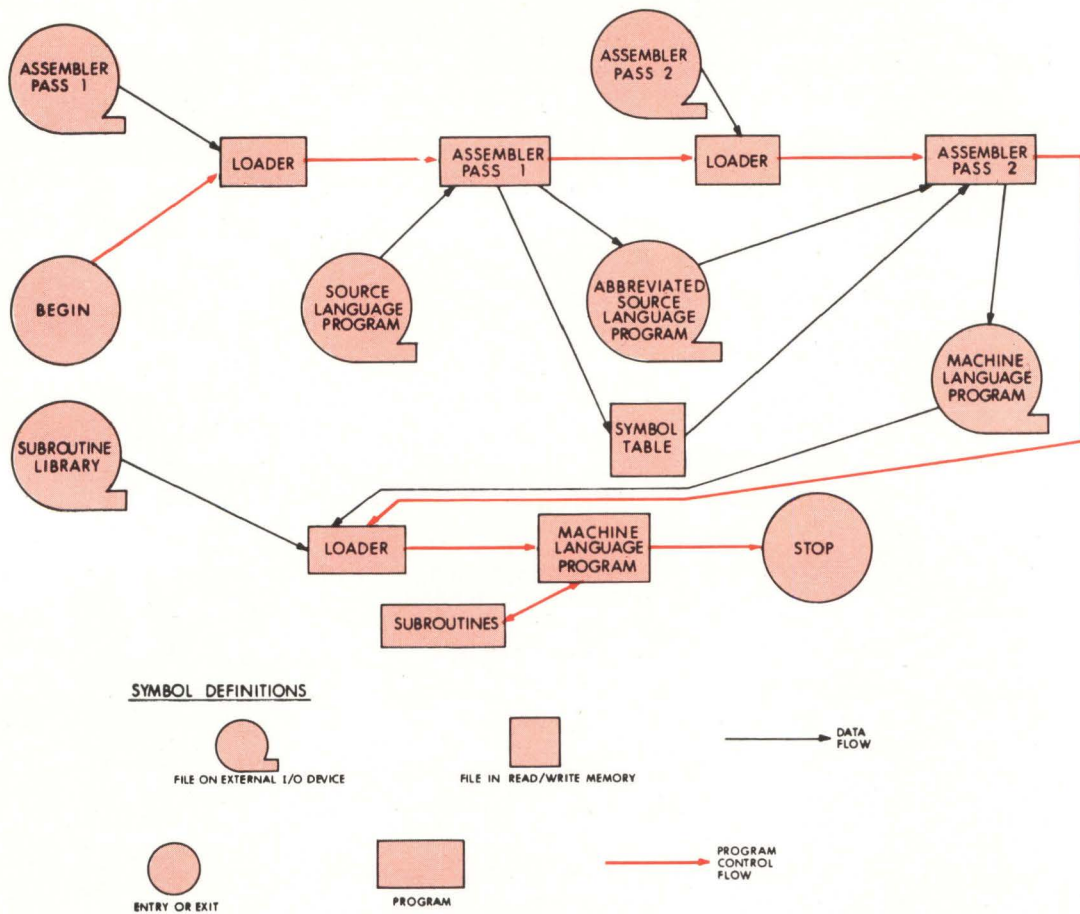 ASSEMBLER
PASS 1
ASSEMBLER
PASS 2
LOADER
ASSEMBLER
PASS 1
LOADER
ASSEMBLER
PASS 2
BEGIN
SOURCE
LANGUAGE
PROGRAM
ABBREVIATED
SOURCE
LANGUAGE
PROGRAM
MACHINE
LANGUAGE
PROGRAM
SUBROUTINE
LIBRARY
SYMBOL
TABLE
LOADER
MACHINE
LANGUAGE
PROGRAM
STOP
SUBROUTINES
SYMBOL DEFINITIONS
FILE ON EXTERNAL I/O DEVICE
FILE IN READ/WRITE MEMORY
DATA
FLOW
ENTRY OR EXIT
PROGRAM
PROGRAM
CONTROL
FLOW